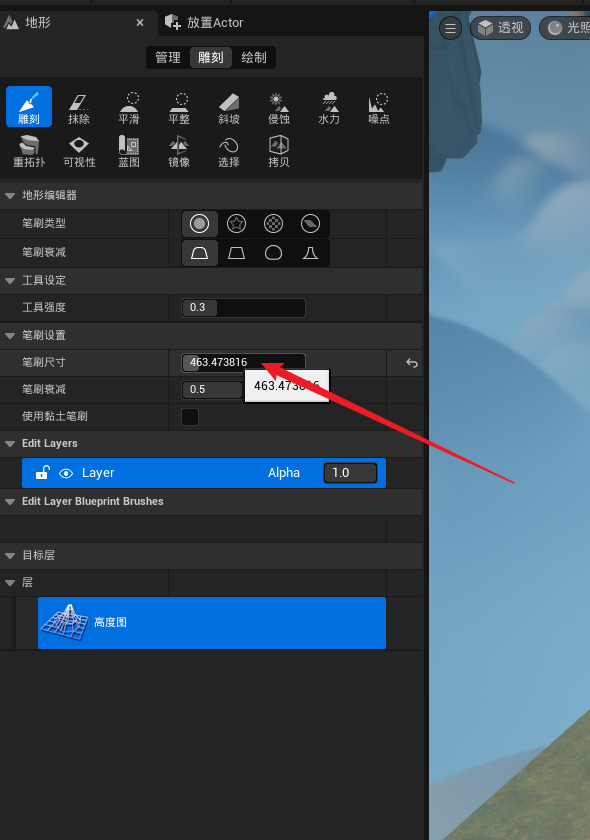 地形
放置Actor
管理 雕刻 绘制
透视 光照
雕刻 抹除 平滑 平整 斜坡 侵蚀 水力 噪点
重拓扑 可视性 蓝图 镜像 选择 拷贝
地形编辑器
笔刷类型
笔刷衰减
工具设定
工具强度 0.3
笔刷设置
笔刷尺寸 463.473816
463.473816
笔刷衰减 0.5
使用黏土笔刷
Edit Layers
Layer Alpha 1.0
Edit Layer Blueprint Brushes
目标层
层
高度图